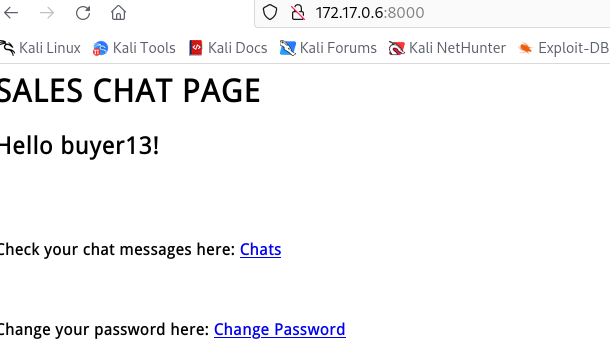 172.17.0.6:8000
Kali Linux Kali Tools Kali Docs Kali Forums Kali NetHunter Exploit-DB
SALES CHAT PAGE
Hello buyer13!
Check your chat messages here: Chats
Change your password here: Change Password